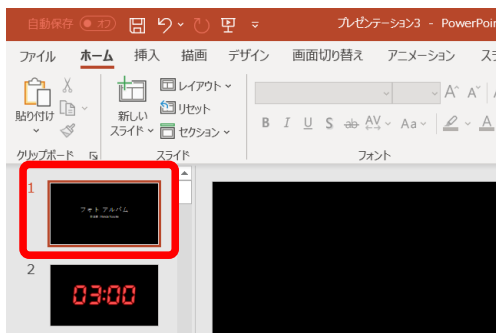 自動保存 オフ プレゼンテーション3 - PowerPoin
ファイル ホーム 挿入 描画 デザイン 画面切り替え アニメーション ス
貼り付け 新しい スライド レイアウト
リセット
セクション
B I U S ab AV Aa A A A
クリップボード スライド フォント
1
フォト アルバム
2
03:00